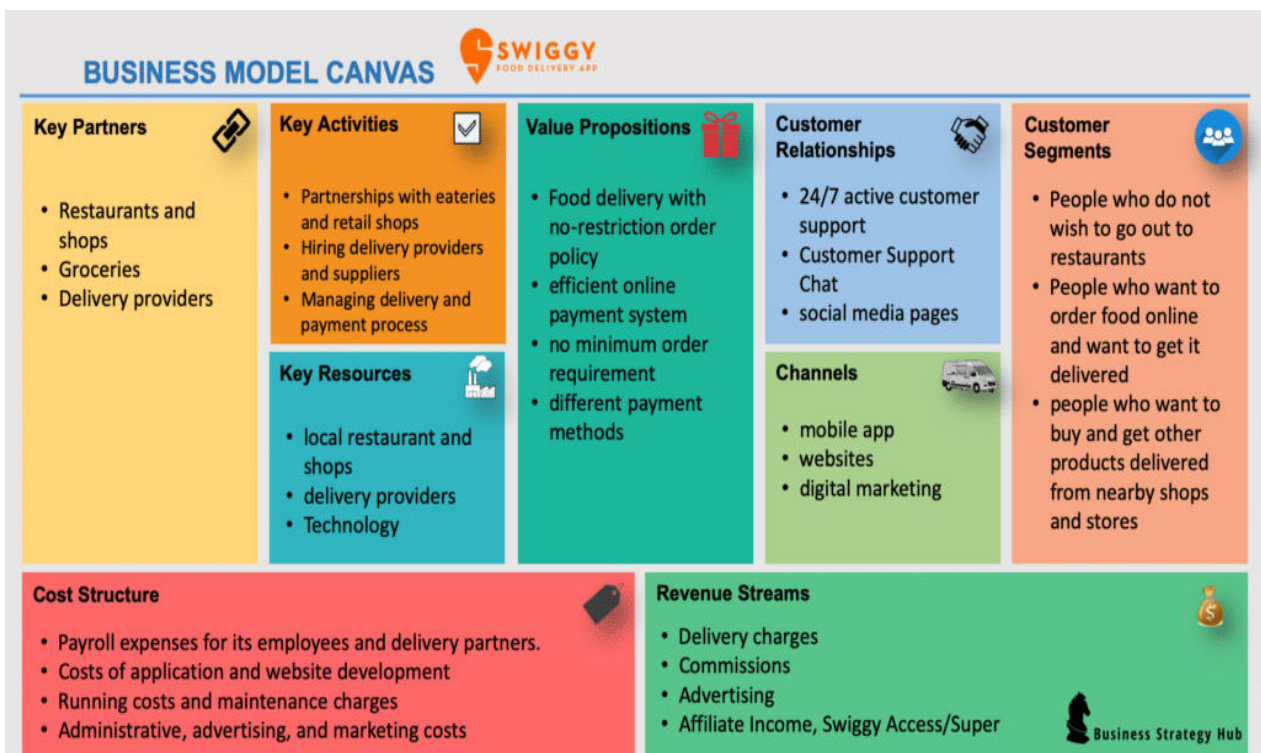 BUSINESS MODEL CANVAS
SWIGGY
FOOD DELIVERY APP
Key Partners
• Restaurants and
shops
• Groceries
• Delivery providers
Key Activities
• Partnerships with eateries
and retail shops
• Hiring delivery providers
and suppliers
• Managing delivery and
payment process
Key Resources
• local restaurant and
shops
• delivery providers
• Technology
Value Propositions
• Food delivery with
no-restriction order
policy
• efficient online
payment system
• no minimum order
requirement
• different payment
methods
Customer
Relationships
• 24/7 active customer
support
• Customer Support
Chat
• social media pages
Channels
• mobile app
• websites
• digital marketing
Customer
Segments
• People who do not
wish to go out to
restaurants
• People who want to
order food online
and want to get it
delivered
• people who want to
buy and get other
products delivered
from nearby shops
and stores
Cost Structure
• Payroll expenses for its employees and delivery partners.
• Costs of application and website development
• Running costs and maintenance charges
• Administrative, advertising, and marketing costs
Revenue Streams
• Delivery charges
• Commissions
• Advertising
• Affiliate Income, Swiggy Access/Super
$
Business Strategy Hub